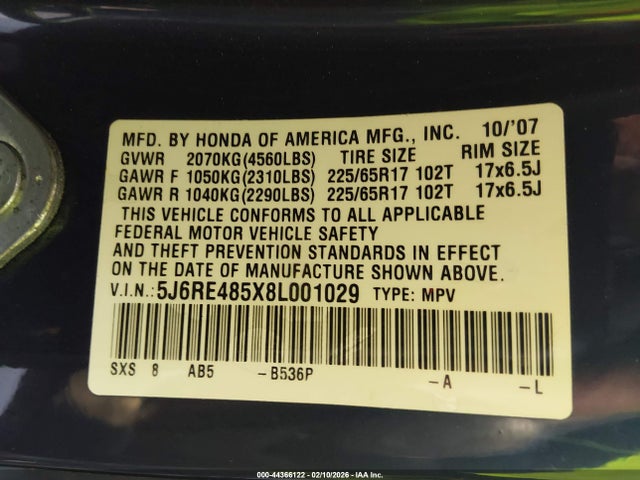 MFD. BY HONDA OF AMERICA MFG., INC. 10/'07
GVWR 2070KG(4560LBS) TIRE SIZE RIM SIZE
GAWR F 1050KG(2310LBS) 225/65R17 102T 17x6.5J
GAWR R 1040KG(2290LBS) 225/65R17 102T 17x6.5J
THIS VEHICLE CONFORMS TO ALL APPLICABLE
FEDERAL MOTOR VEHICLE SAFETY
AND THEFT PREVENTION STANDARDS IN EFFECT
ON THE DATE OF MANUFACTURE SHOWN ABOVE.
V.I.N.: 5J6RE485X8L001029 TYPE: MPV
SXS 8 AB5 -B536P -A -L
000-44366122 - 02/10/2026 - IAA Inc.